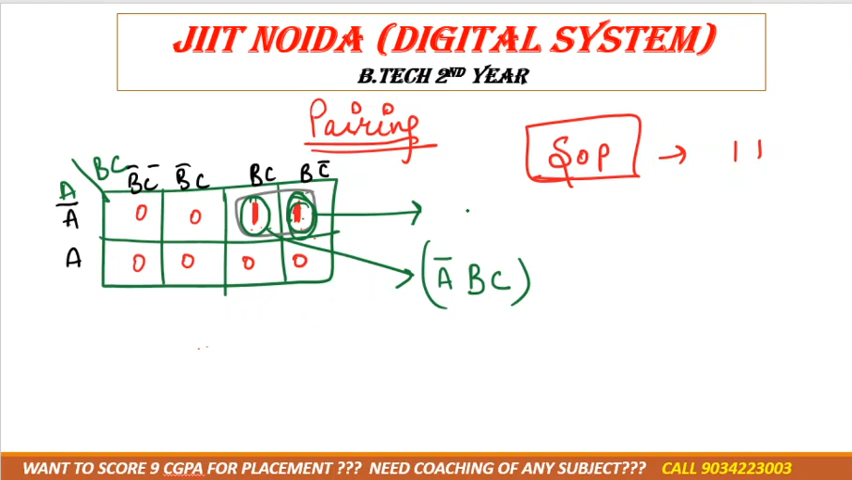 JIIT NOIDA (DIGITAL SYSTEM)
B.TECH 2ND YEAR
Pairing
SOP → 11
BC
A
B̅C̅ B̅C BC BC̅
A̅ 0 0 1 1
A 0 0 0 0
(A̅BC)
WANT TO SCORE 9 CGPA FOR PLACEMENT ??? NEED COACHING OF ANY SUBJECT??? CALL 9034223003